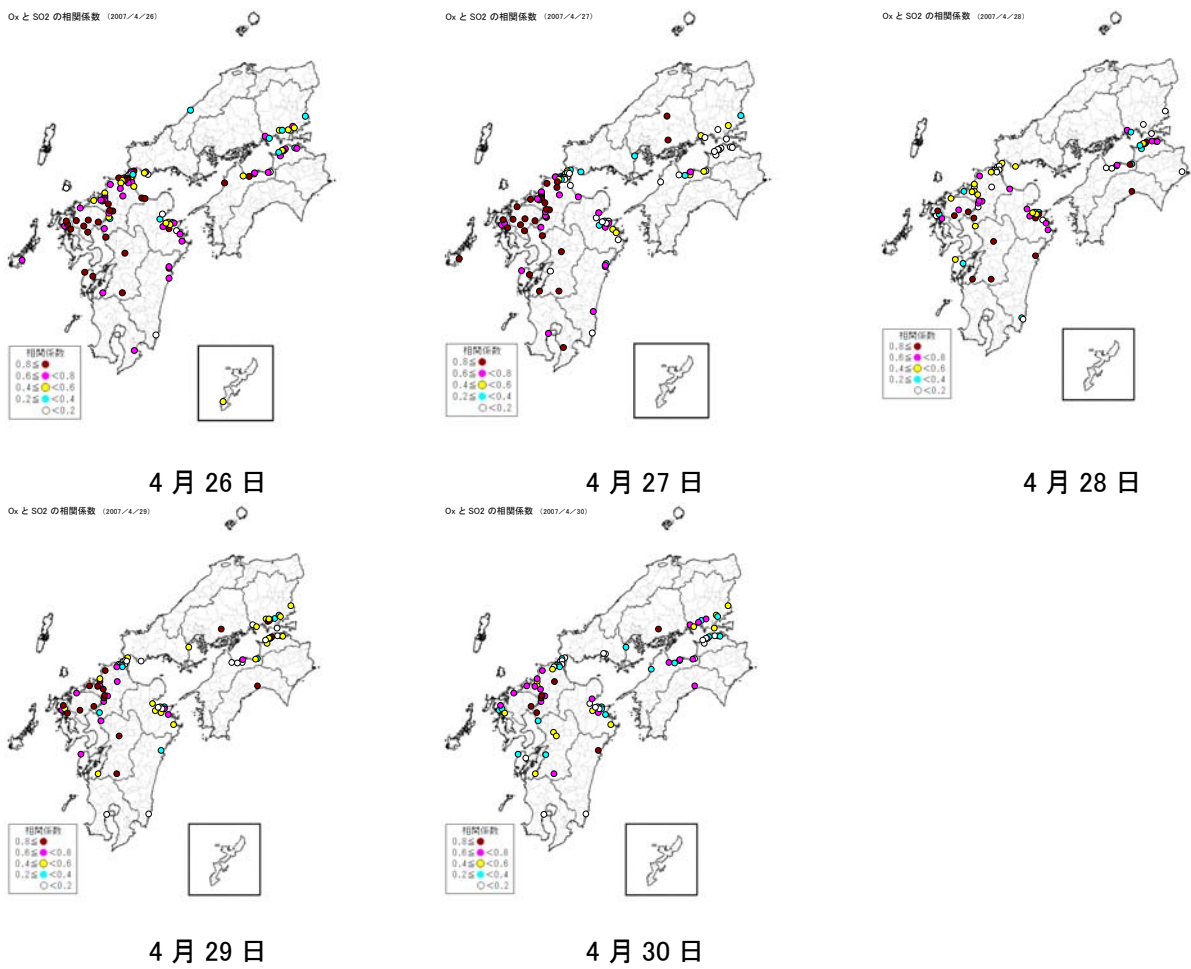 Ox と SO2 の相関係数 (2007/4/26)
相関係数
0.8≦
0.6≦ <0.8
0.4≦ <0.6
0.2≦ <0.4
<0.2
4 月 26 日
Ox と SO2 の相関係数 (2007/4/27)
相関係数
0.8≦
0.6≦ <0.8
0.4≦ <0.6
0.2≦ <0.4
<0.2
4 月 27 日
Ox と SO2 の相関係数 (2007/4/28)
相関係数
0.8≦
0.6≦ <0.8
0.4≦ <0.6
0.2≦ <0.4
<0.2
4 月 28 日
Ox と SO2 の相関係数 (2007/4/29)
相関係数
0.8≦
0.6≦ <0.8
0.4≦ <0.6
0.2≦ <0.4
<0.2
4 月 29 日
Ox と SO2 の相関係数 (2007/4/30)
相関係数
0.8≦
0.6≦ <0.8
0.4≦ <0.6
0.2≦ <0.4
<0.2
4 月 30 日